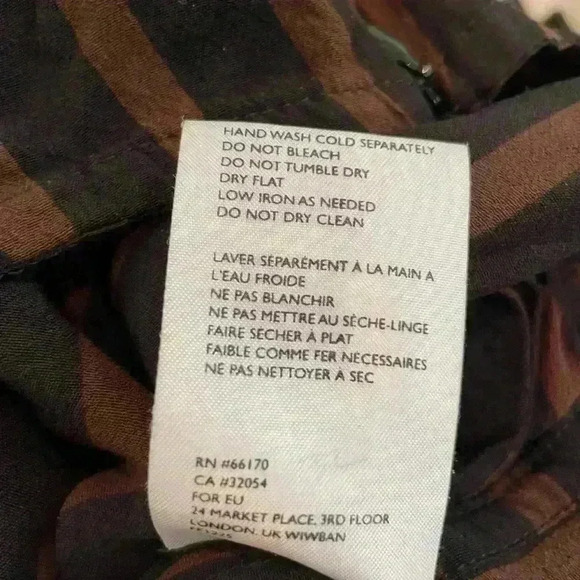 HAND WASH COLD SEPARATELY
DO NOT BLEACH
DO NOT TUMBLE DRY
DRY FLAT
LOW IRON AS NEEDED
DO NOT DRY CLEAN
LAVER SÉPARÉMENT À LA MAIN A
L'EAU FROIDE
NE PAS BLANCHIR
NE PAS METTRE AU SÈCHE-LINGE
FAIRE SÉCHER À PLAT
FAIBLE COMME FER NÉCESSAIRES
NE PAS NETTOYER À SEC
RN #66170
CA #32054
FOR EU
24 MARKET PLACE, 3RD FLOOR
LONDON, UK WIWBAN